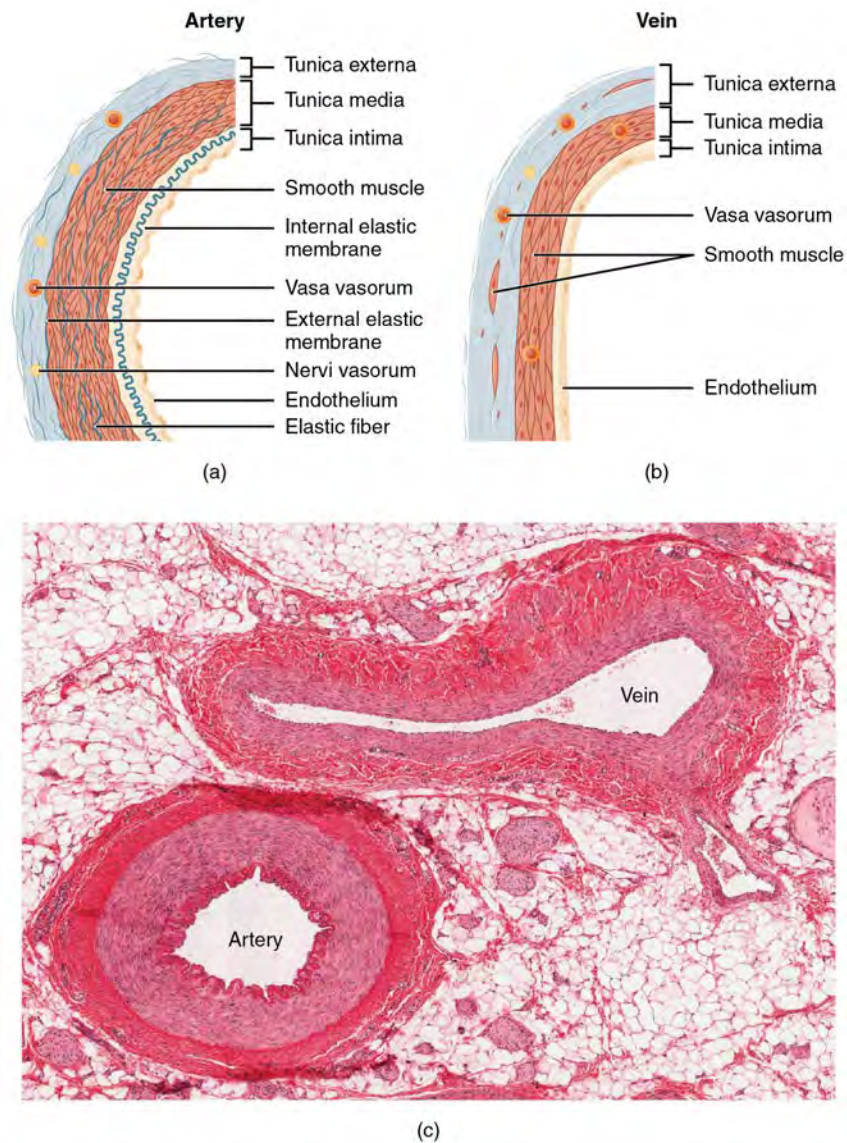 Artery
Tunica externa
Tunica media
Tunica intima
Smooth muscle
Internal elastic
membrane
Vasa vasorum
External elastic
membrane
Nervi vasorum
Endothelium
Elastic fiber
(a)
Vein
Tunica externa
Tunica media
Tunica intima
Vasa vasorum
Smooth muscle
Endothelium
(b)
Vein
Artery
(c)